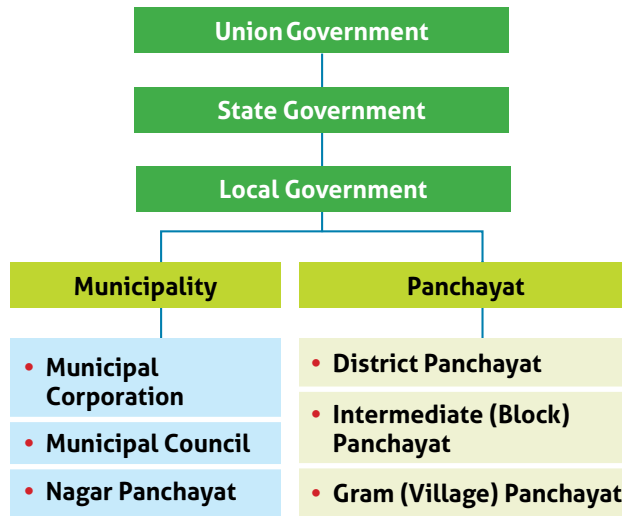 Union Government
State Government
Local Government
Municipality
Panchayat
• Municipal
Corporation
• Municipal Council
• Nagar Panchayat
• District Panchayat
• Intermediate (Block)
Panchayat
• Gram (Village) Panchayat